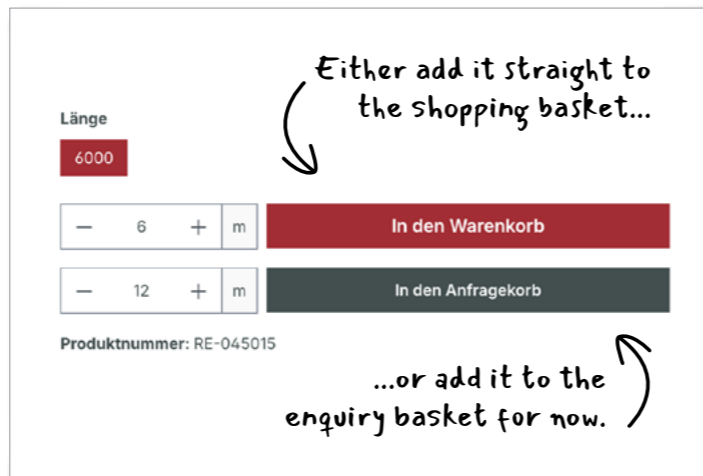 Either add it straight to
the shopping basket...
Länge
6000
— 6 + m
In den Warenkorb
— 12 + m
In den Anfragekorb
Produktnummer: RE-045015
...or add it to the
enquiry basket for now.